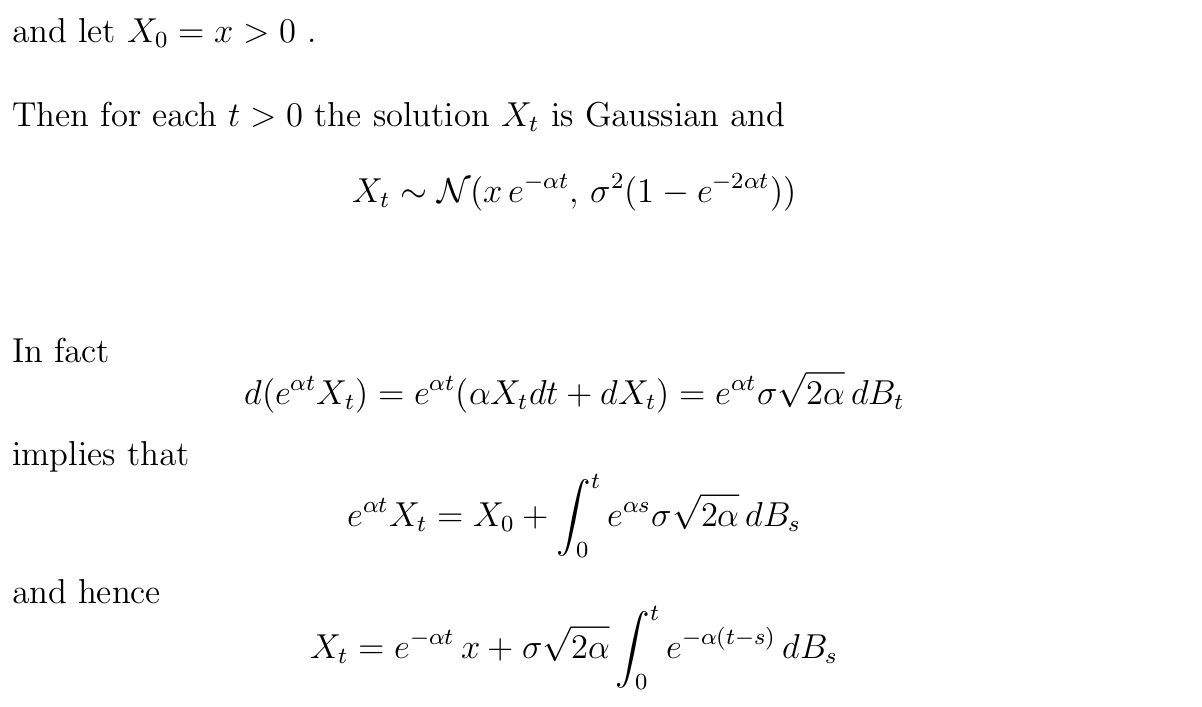 and let X₀ = x > 0 .
Then for each t > 0 the solution Xₜ is Gaussian and
$X_t \sim \mathcal{N}(x\, e^{-\alpha t},\, \sigma^2(1 - e^{-2\alpha t}))$
In fact
$d(e^{\alpha t} X_t) = e^{\alpha t}(\alpha X_t dt + dX_t) = e^{\alpha t} \sigma \sqrt{2\alpha}\, dB_t$
implies that
$e^{\alpha t} X_t = X_0 + \int_0^t e^{\alpha s} \sigma \sqrt{2\alpha}\, dB_s$
and hence
$X_t = e^{-\alpha t}\, x + \sigma \sqrt{2\alpha} \int_0^t e^{-\alpha(t-s)}\, dB_s$